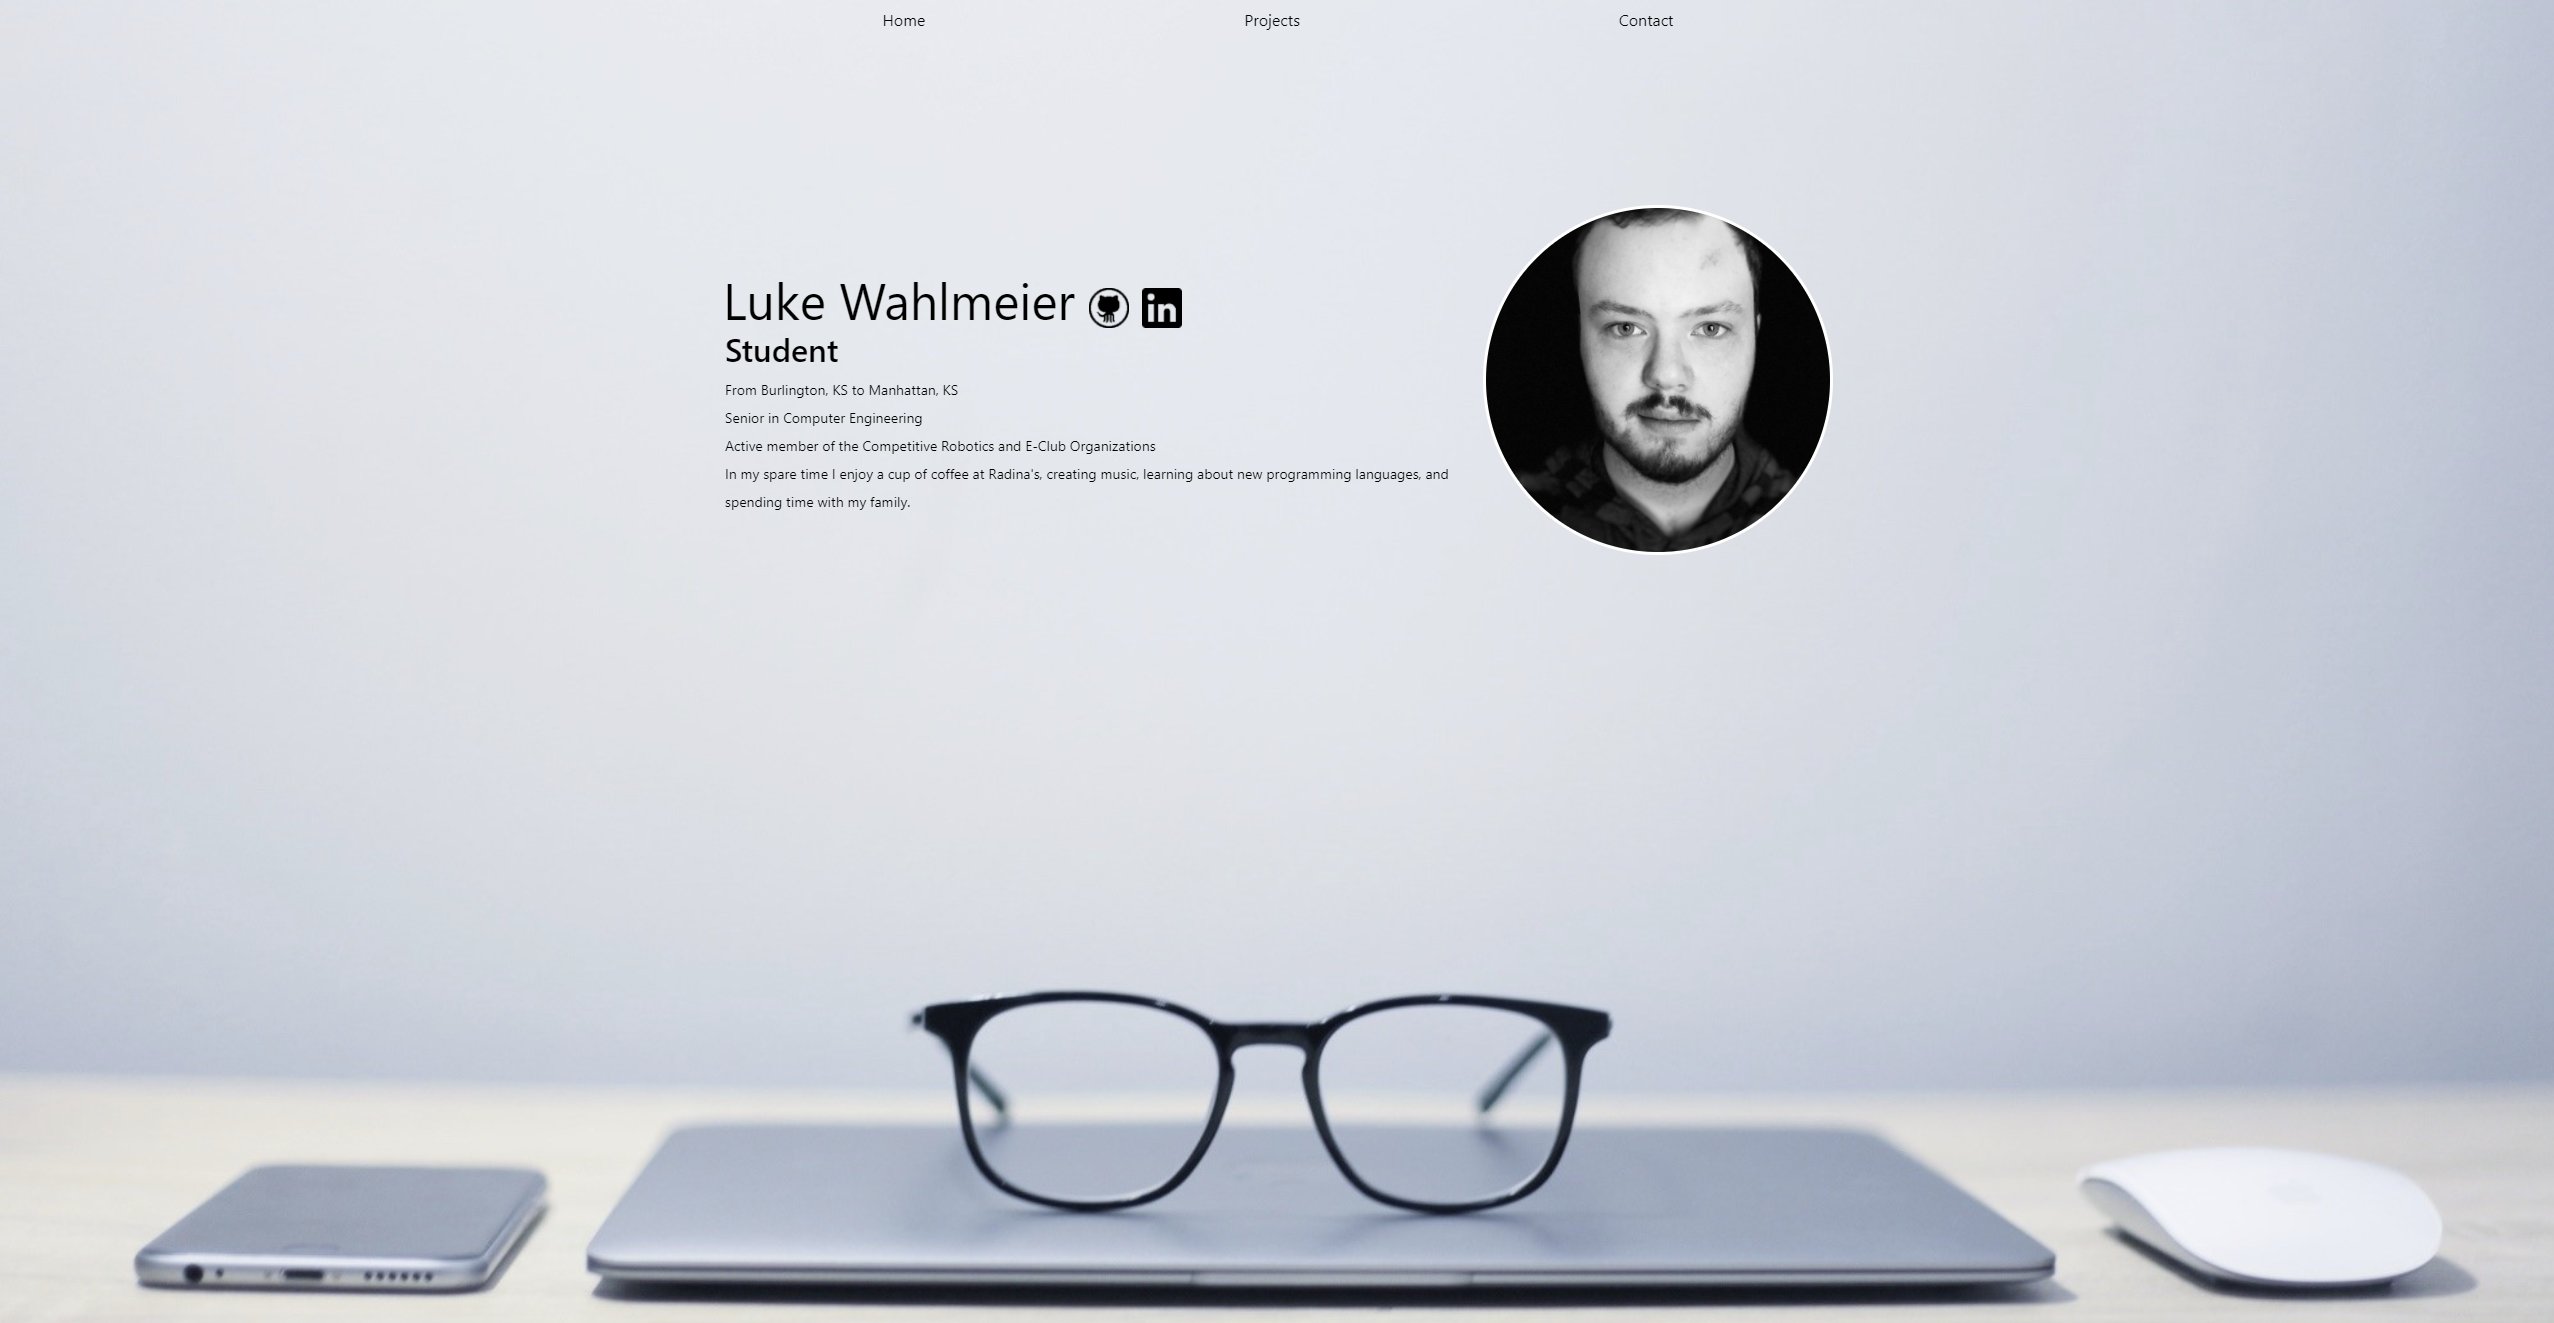 Home Projects Contact
Luke Wahlmeier in
Student
From Burlington, KS to Manhattan, KS
Senior in Computer Engineering
Active member of the Competitive Robotics and E-Club Organizations
In my spare time I enjoy a cup of coffee at Radina's, creating music, learning about new programming languages, and
spending time with my family.